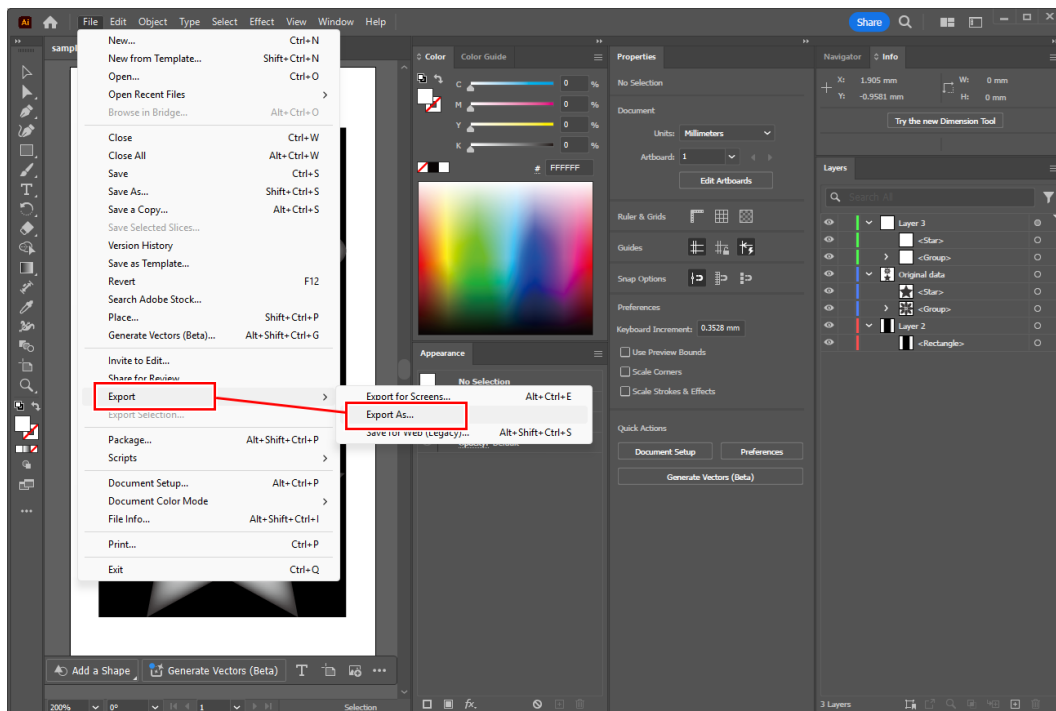 Ai
File Edit Object Type Select Effect View Window Help
Share
New... Ctrl+N
New from Template... Shift+Ctrl+N
Open... Ctrl+O
Open Recent Files
Browse in Bridge... Alt+Ctrl+O
Close Ctrl+W
Close All Alt+Ctrl+W
Save Ctrl+S
Save As... Shift+Ctrl+S
Save a Copy... Alt+Ctrl+S
Save Selected Slices...
Version History
Save as Template...
Revert F12
Search Adobe Stock...
Place... Shift+Ctrl+P
Generate Vectors (Beta)... Alt+Shift+Ctrl+G
Invite to Edit...
Share for Review
Export
Export Selection...
Package... Alt+Shift+Ctrl+P
Scripts
Document Setup... Alt+Ctrl+P
Document Color Mode
File Info... Alt+Shift+Ctrl+I
Print... Ctrl+P
Exit Ctrl+Q
Export for Screens... Alt+Ctrl+E
Export As...
Save for Web (Legacy)... Alt+Shift+Ctrl+S
Add a Shape Generate Vectors (Beta)
200% 0° 1 Selection
Color Color Guide
C 0 %
M 0 %
Y 0 %
K 0 %
# FFFFFF
Appearance
No Selection
Opacity: Default
fx.
Properties
No Selection
Document
Units: Millimeters
Artboard: 1
Edit Artboards
Ruler & Grids
Guides
Snap Options
Preferences
Keyboard Increment: 0.3528 mm
Use Preview Bounds
Scale Corners
Scale Strokes & Effects
Quick Actions
Document Setup Preferences
Generate Vectors (Beta)
Navigator Info
X: 1.905 mm W: 0 mm
Y: -0.9581 mm H: 0 mm
Try the new Dimension Tool
Layers
Search All
Layer 3
<Star>
<Group>
Original data
<Star>
<Group>
Layer 2
<Rectangle>
3 Layers